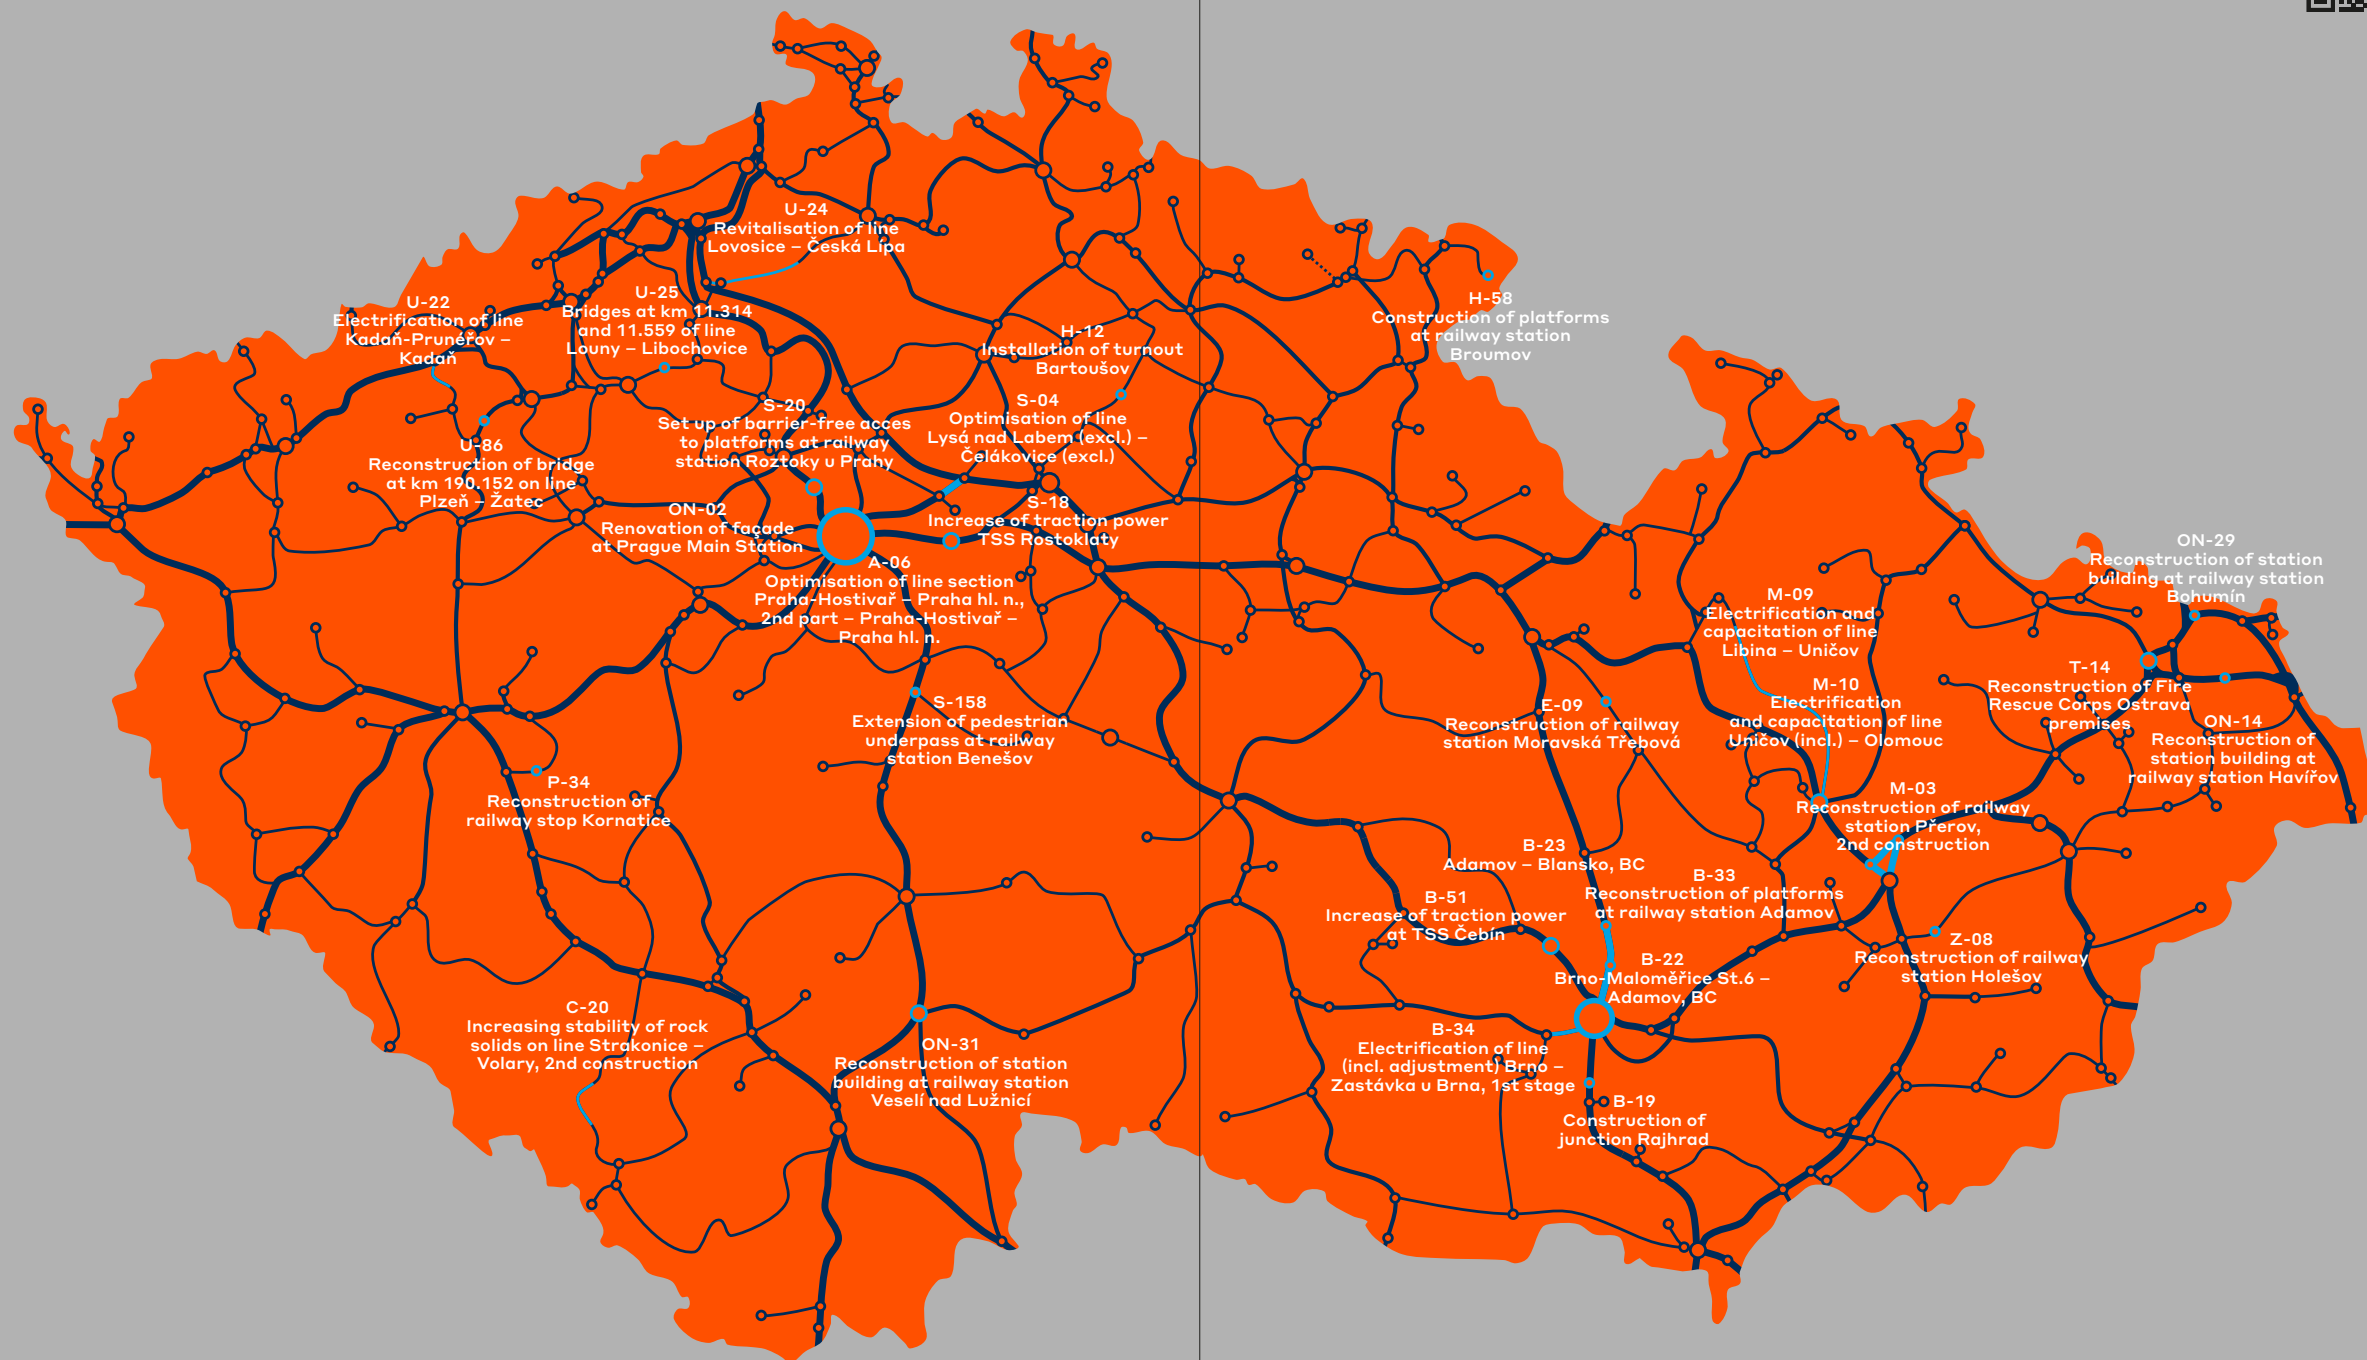 U-24
Revitalisation of line
Lovosice – Česká Lípa
U-22
Electrification of line
Kadaň-Prunéřov –
Kadaň
U-25
Bridges at km 11.314
and 11.559 of line
Louny – Libochovice
H-12
Installation of turnout
Bartoušov
H-58
Construction of platforms
at railway station
Broumov
S-20
Set up of barrier-free acces
to platforms at railway
station Roztoky u Prahy
S-04
Optimisation of line
Lysá nad Labem (excl.) –
Čelákovice (excl.)
U-86
Reconstruction of bridge
at km 190.152 on line
Plzeň – Žatec
ON-02
Renovation of façade
at Prague Main Station
S-18
Increase of traction power
TSS Rostoklaty
A-06
Optimisation of line section
Praha-Hostivař – Praha hl. n.,
2nd part – Praha-Hostivař –
Praha hl. n.
ON-29
Reconstruction of station
building at railway station
Bohumín
M-09
Electrification and
capacitation of line
Libina – Uničov
T-14
Reconstruction of Fire
Rescue Corps Ostrava
premises
M-10
Electrification
and capacitation of line
Uničov (incl.) – Olomouc
S-158
Extension of pedestrian
underpass at railway
station Benešov
E-09
Reconstruction of railway
station Moravská Třebová
ON-14
Reconstruction of
station building at
railway station Havířov
P-34
Reconstruction of
railway stop Kornatice
M-03
Reconstruction of railway
station Přerov,
2nd construction
B-23
Adamov – Blansko, BC
B-33
Reconstruction of platforms
at railway station Adamov
B-51
Increase of traction power
at TSS Čebín
Z-08
Reconstruction of railway
station Holešov
B-22
Brno-Maloměřice St.6 –
Adamov, BC
C-20
Increasing stability of rock
solids on line Strakonice –
Volary, 2nd construction
ON-31
Reconstruction of station
building at railway station
Veselí nad Lužnicí
B-34
Electrification of line
(incl. adjustment) Brno –
Zastávka u Brna, 1st stage
B-19
Construction of
junction Rajhrad